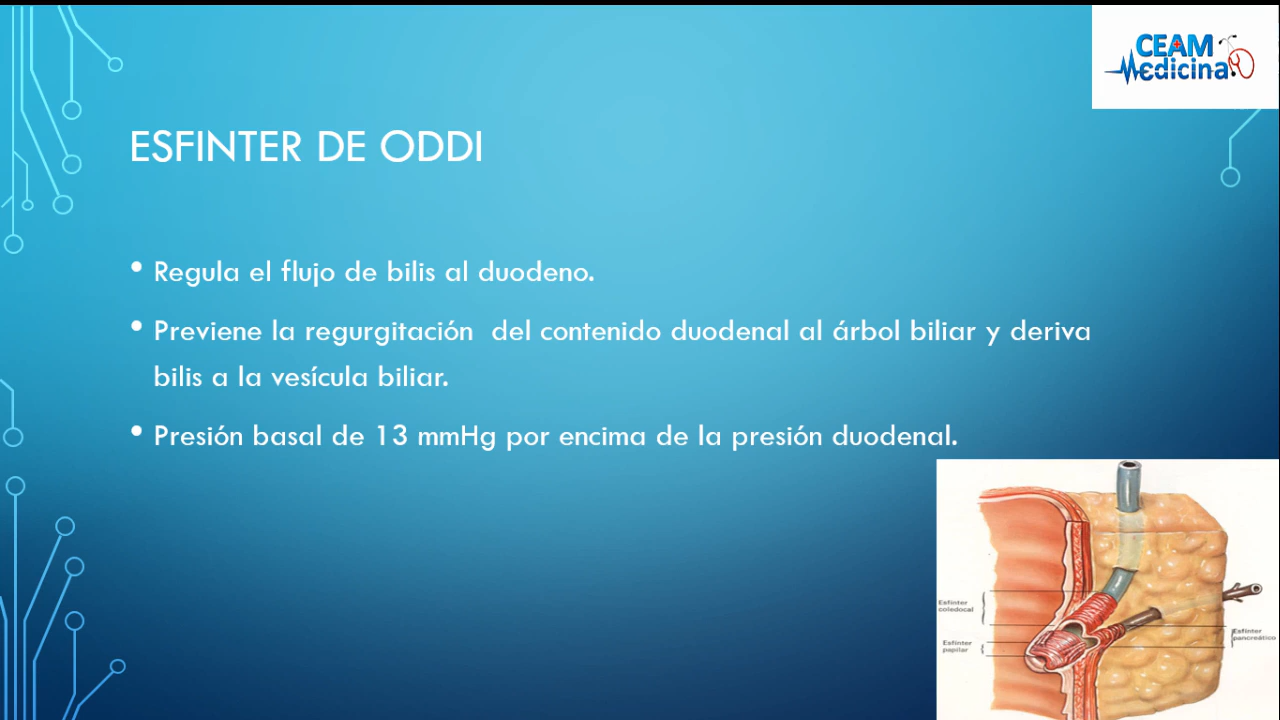 CEAM
Medicina
ESFINTER DE ODDI
• Regula el flujo de bilis al duodeno.
• Previene la regurgitación del contenido duodenal al árbol biliar y deriva
bilis a la vesícula biliar.
• Presión basal de 13 mmHg por encima de la presión duodenal.
Esfínter
coledocal
Esfínter
papilar
Esfínter
pancreático